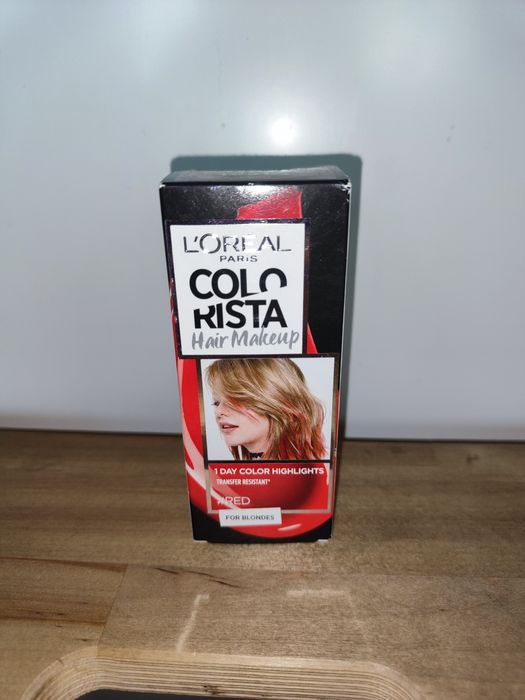 L'ORÉAL
PARIS
COLO
RISTA
Hair Makeup
1 DAY COLOR HIGHLIGHTS
TRANSFER RESISTANT*
#RED
FOR BLONDES